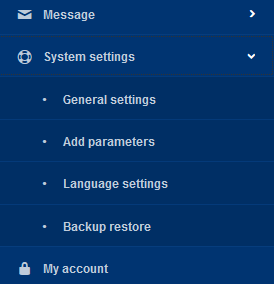 Message
System settings
• General settings
• Add parameters
• Language settings
• Backup restore
My account